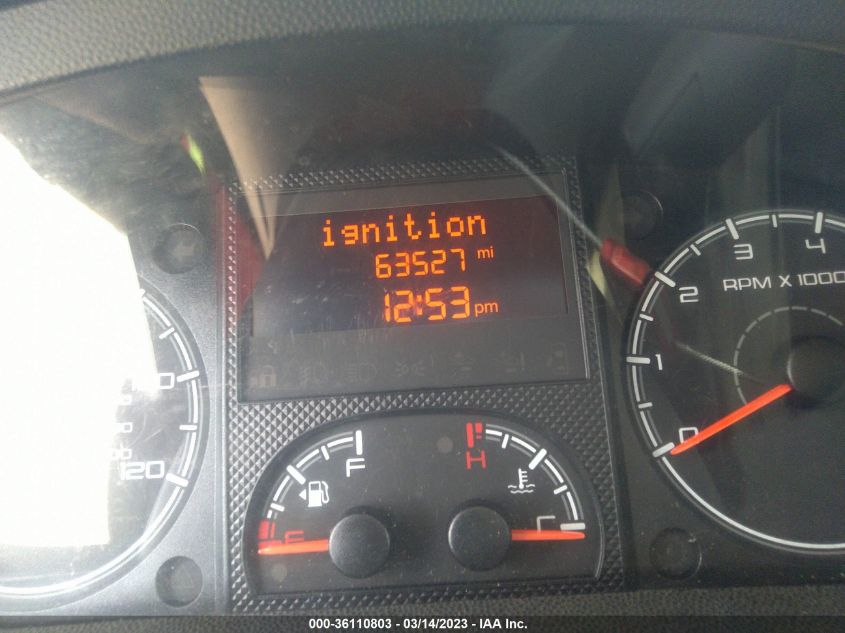 ignition
63527 mi
12:53 pm
0
120
F
E
H
C
0
1
2
3
4
RPM X 1000
000-36110803 - 03/14/2023 - IAA Inc.